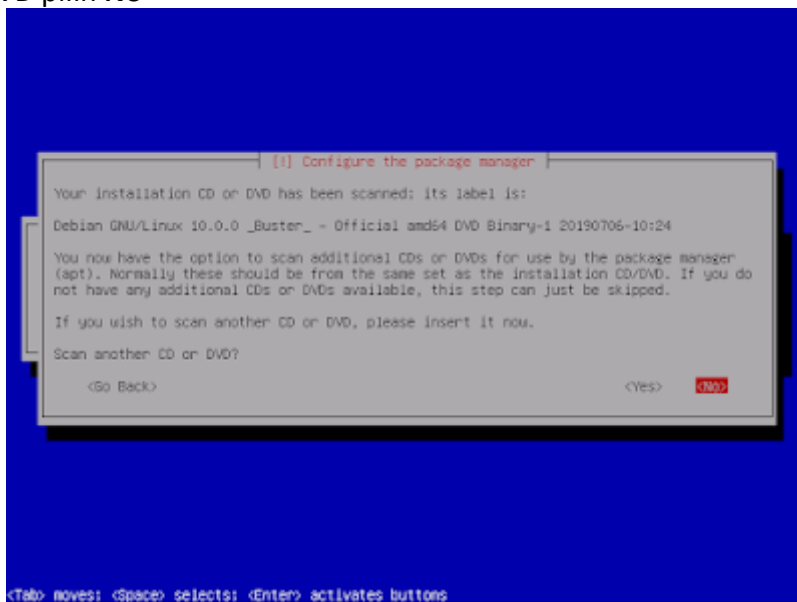 [!] Configure the package manager
Your installation CD or DVD has been scanned; its label is:
Debian GNU/Linux 10.0.0 _Buster_ - Official amd64 DVD Binary-1 20190706-10:24
You now have the option to scan additional CDs or DVDs for use by the package manager
(apt). Normally these should be from the same set as the installation CD/DVD. If you do
not have any additional CDs or DVDs available, this step can just be skipped.
If you wish to scan another CD or DVD, please insert it now.
Scan another CD or DVD?
<Go Back> <Yes> <No>
<Tab> moves; <Space> selects; <Enter> activates buttons